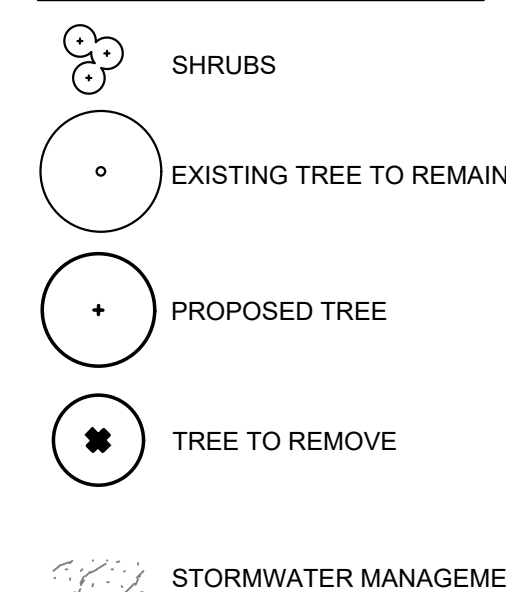 SHRUBS
EXISTING TREE TO REMAIN
PROPOSED TREE
TREE TO REMOVE
STORMWATER MANAGEME